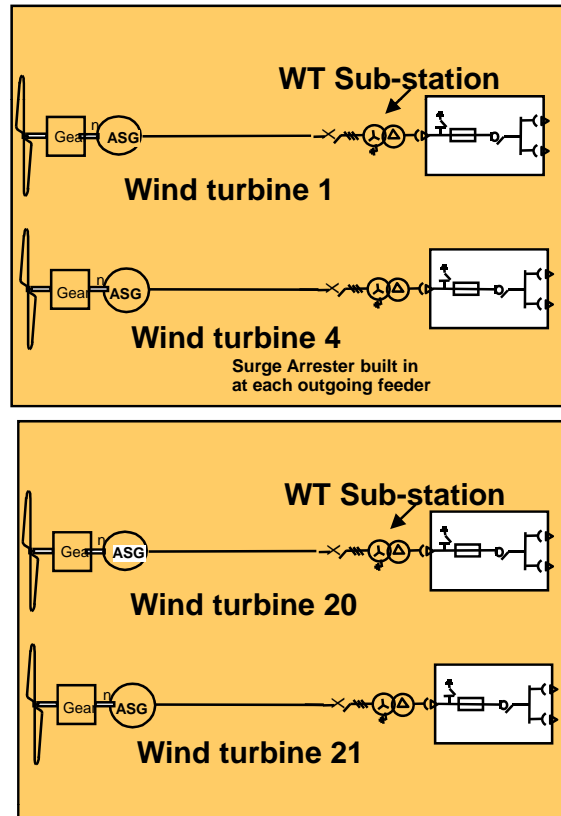 WT Sub-station
n
Gear ASG
Wind turbine 1
n
Gear ASG
Wind turbine 4
Surge Arrester built in
at each outgoing feeder
WT Sub-station
n
Gear ASG
Wind turbine 20
n
Gear ASG
Wind turbine 21